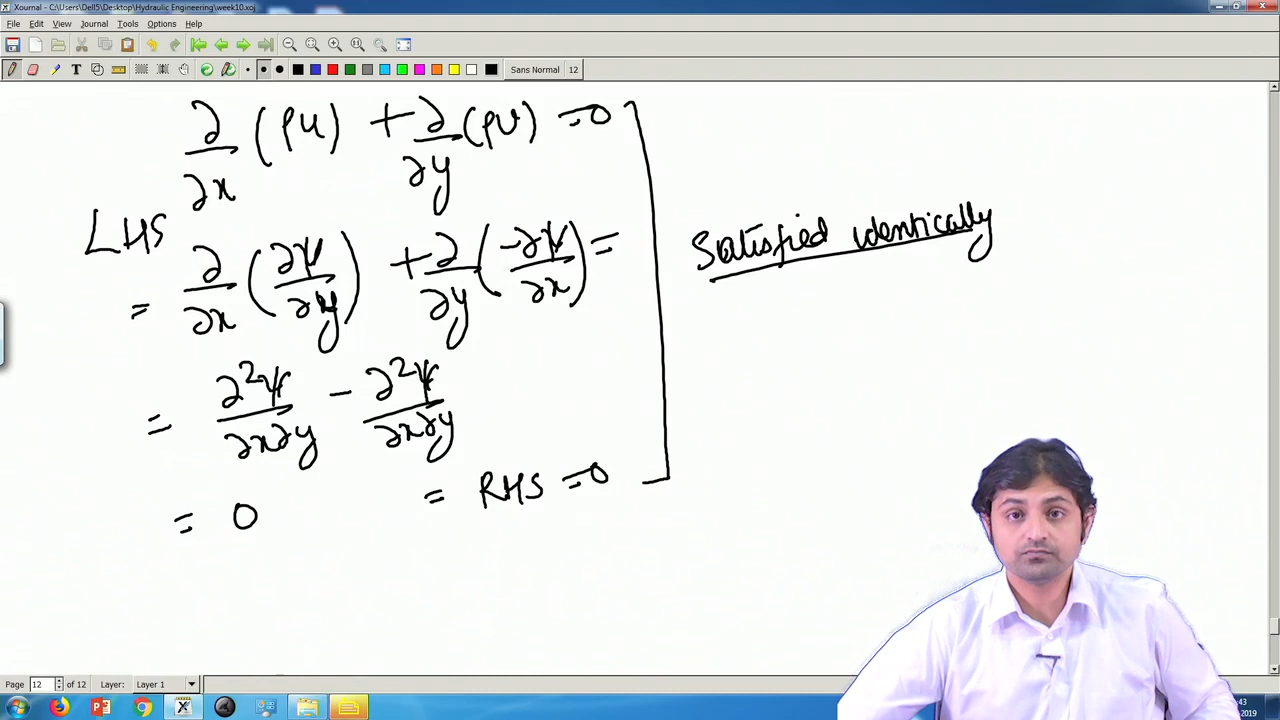 Xournal - C:\Users\Dell5\Desktop\Hydraulic Engineering\week10.xoj
File Edit View Journal Tools Options Help
Sans Normal 12
∂/∂x (ρu) + ∂/∂y (ρv) = 0
LHS
= ∂/∂x (∂ψ/∂y) + ∂/∂y (-∂ψ/∂x) =
Satisfied identically
= ∂²ψ/∂x∂y - ∂²ψ/∂x∂y
= 0 = RHS = 0
Page 12 of 12 Layer: Layer 1
2019